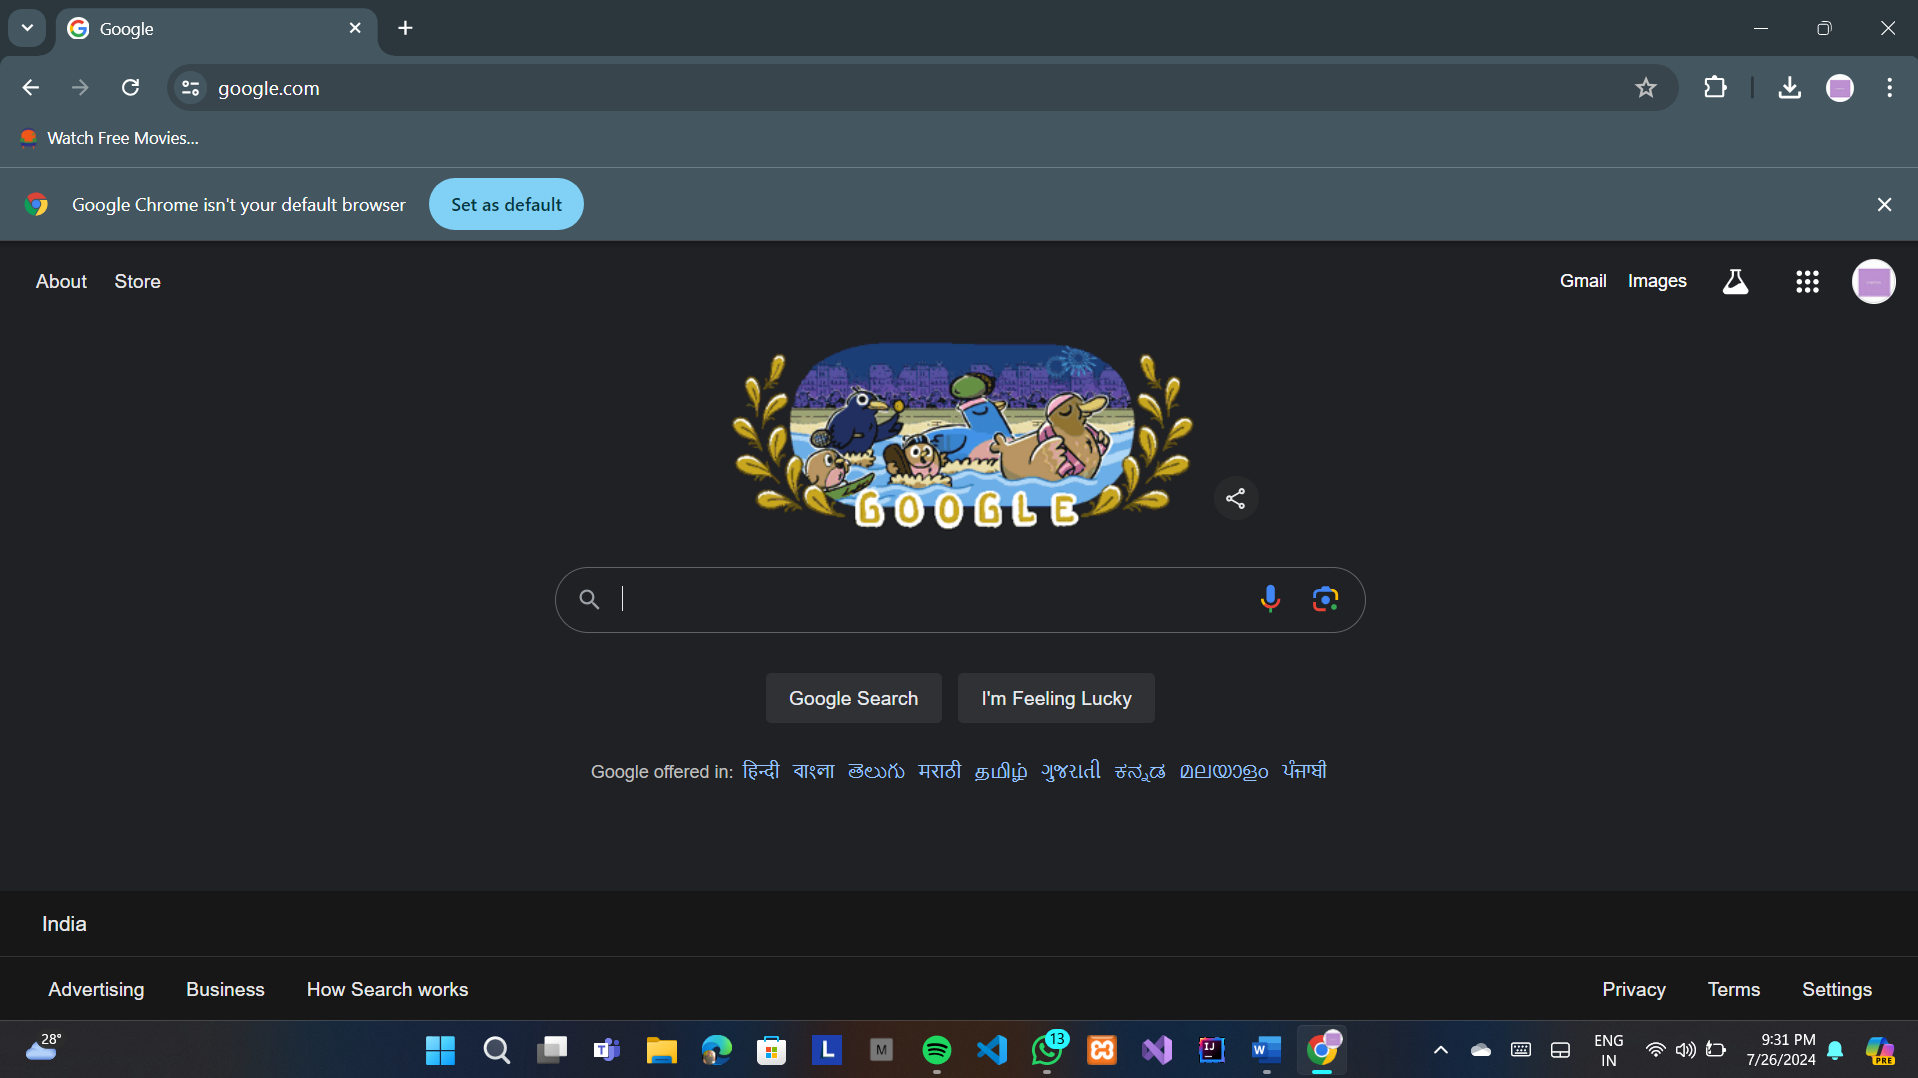 Google
google.com
Watch Free Movies...
Google Chrome isn't your default browser Set as default
About Store Gmail Images
GOOGLE
Google Search I'm Feeling Lucky
Google offered in: हिन्दी বাংলা తెలుగు मराठी தமிழ் ગુજરાતી ಕನ್ನಡ മലയാളം ਪੰਜਾਬੀ
India
Advertising Business How Search works Privacy Terms Settings
28°
L
M
13
IJ
W
ENG
IN
9:31 PM
7/26/2024
PRE